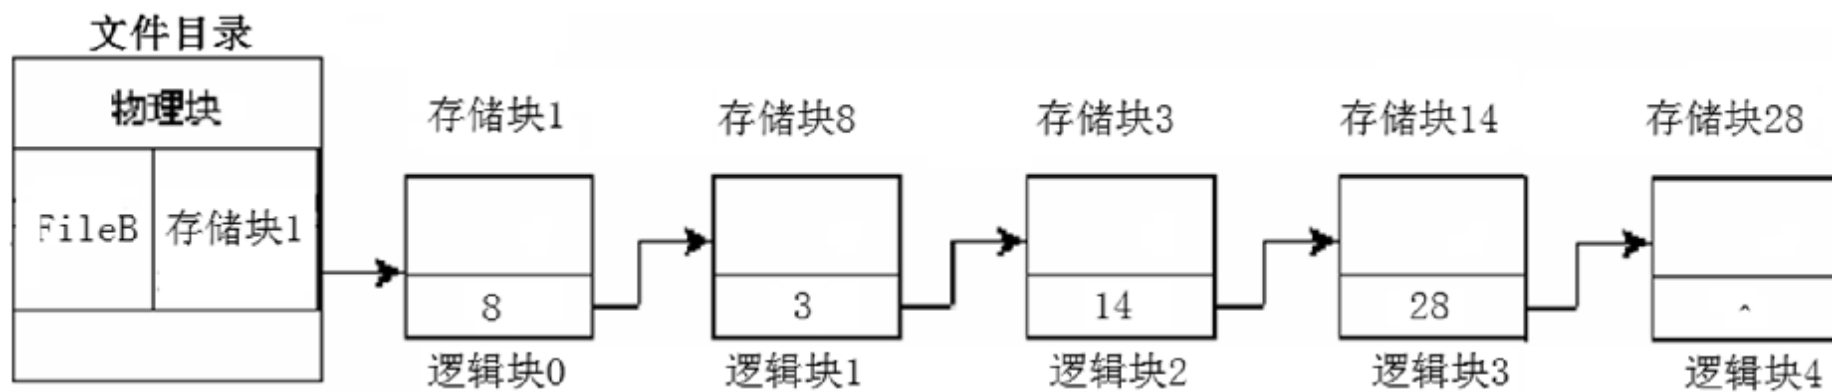 文件目录
物理块
FileB 存储块1
存储块1 存储块8 存储块3 存储块14 存储块28
8 3 14 28 ^
逻辑块0 逻辑块1 逻辑块2 逻辑块3 逻辑块4